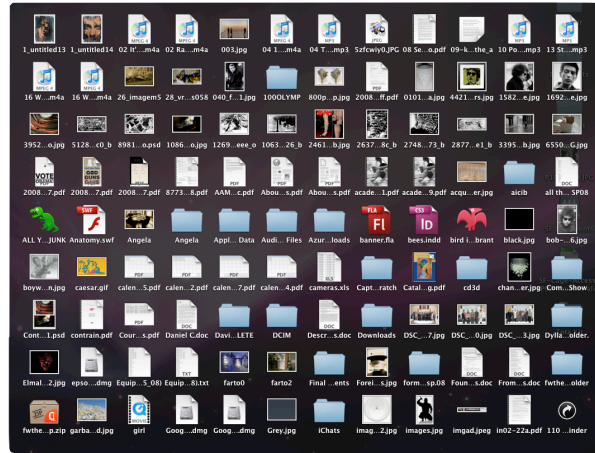 1_untitled13 1_untitled14 02 It'...m4a 02 Ra....m4a 003.jpg 04 1....m4a 04 T....mp3 5zfcwiy0.JPG 08 Se...o.pdf 09-k...the_a 10 Po...mp3 13 St...mp3
16 W...m4a 16 W...m4a 26_imagem5 28_vr...s058 040_f...1.jpg 100OLYMP 800p...p.jpg 2008...ff.pdf 0101...a.jpg 4421...rs.jpg 1582...e.jpg 1692...e.jpg
3952...o.jpg 5128...c0_b 8981...o.psd 1086...o.jpg 1269...eee_o 1063...26_b 2461...b.jpg 2637...8c_b 2748...73_b 2877...e1_b 3395...b.jpg 6550...G.jpg
VOTE
2008...7.pdf 2008...7.pdf 2008...7.pdf 8773...8.pdf AAM...c.pdf Abou...s.pdf Abou...s.pdf acade...1.pdf acade...9.pdf acqu...er.jpg aicib all th...SP08
ALL Y...JUNK Anatomy.swf Angela Angela Appl... Data Audi... Files Azur...loads banner.fla bees.indd bird i...brant black.jpg bob-...6.jpg
boyw...n.jpg caesar.gif calen...5.pdf calen...2.pdf calen...7.pdf calen...4.pdf cameras.xls Capt...ratch Catal...g.pdf cd3d chan...er.jpg Com...Show
Cont...1.psd contrain.pdf Cour...s.pdf Daniel C.doc Davi...LETE DCIM Descr...s.doc Downloads DSC_...7.jpg DSC_...0.jpg DSC_...3.jpg Dylla...older.
Elmal...2.jpg epso...dmg Equip...5_08) Equip...8).txt farto0 farto2 Final ...ents Forei...s.jpg form...sp.08 Foun...s.doc From...s.doc fwthe...older
fwthe...p.zip garba...d.jpg girl Goog...dmg Goog...dmg Grey.jpg iChats imag...2.jpg images.jpg imgad.jpeg in02-22a.pdf 110 ...inder